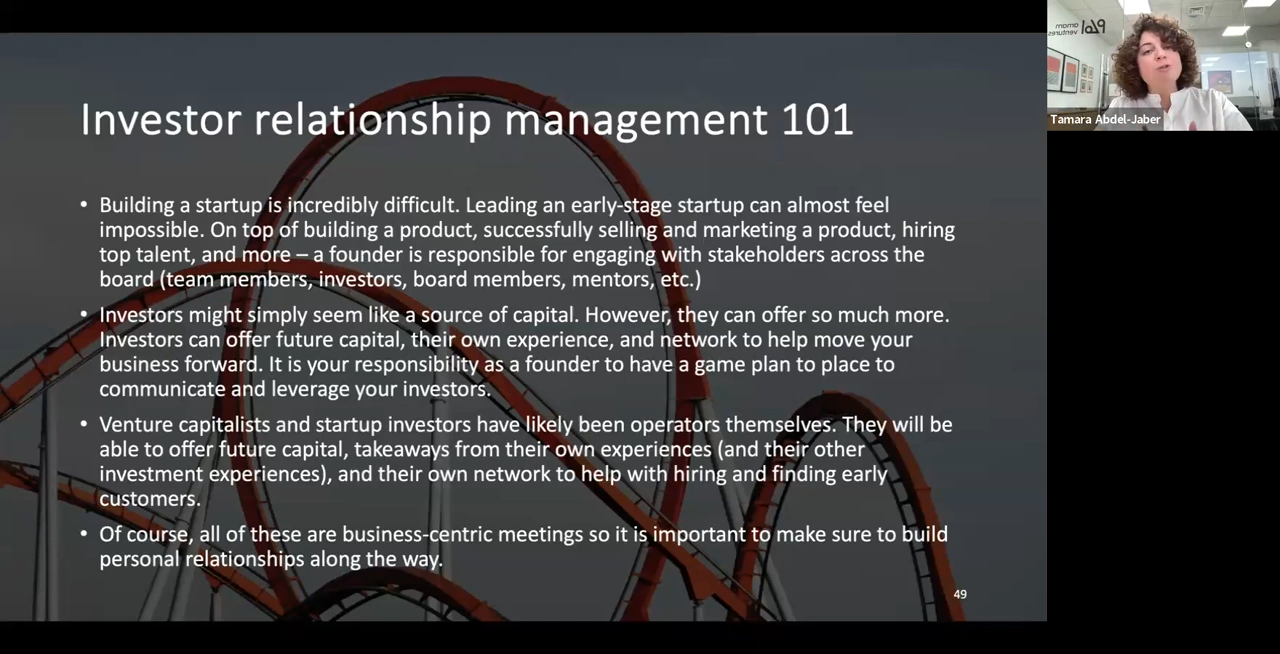 Investor relationship management 101
• Building a startup is incredibly difficult. Leading an early-stage startup can almost feel
impossible. On top of building a product, successfully selling and marketing a product, hiring
top talent, and more – a founder is responsible for engaging with stakeholders across the
board (team members, investors, board members, mentors, etc.)
• Investors might simply seem like a source of capital. However, they can offer so much more.
Investors can offer future capital, their own experience, and network to help move your
business forward. It is your responsibility as a founder to have a game plan to place to
communicate and leverage your investors.
• Venture capitalists and startup investors have likely been operators themselves. They will be
able to offer future capital, takeaways from their own experiences (and their other
investment experiences), and their own network to help with hiring and finding early
customers.
• Of course, all of these are business-centric meetings so it is important to make sure to build
personal relationships along the way.
49
amam
ventures
Tamara Abdel-Jaber